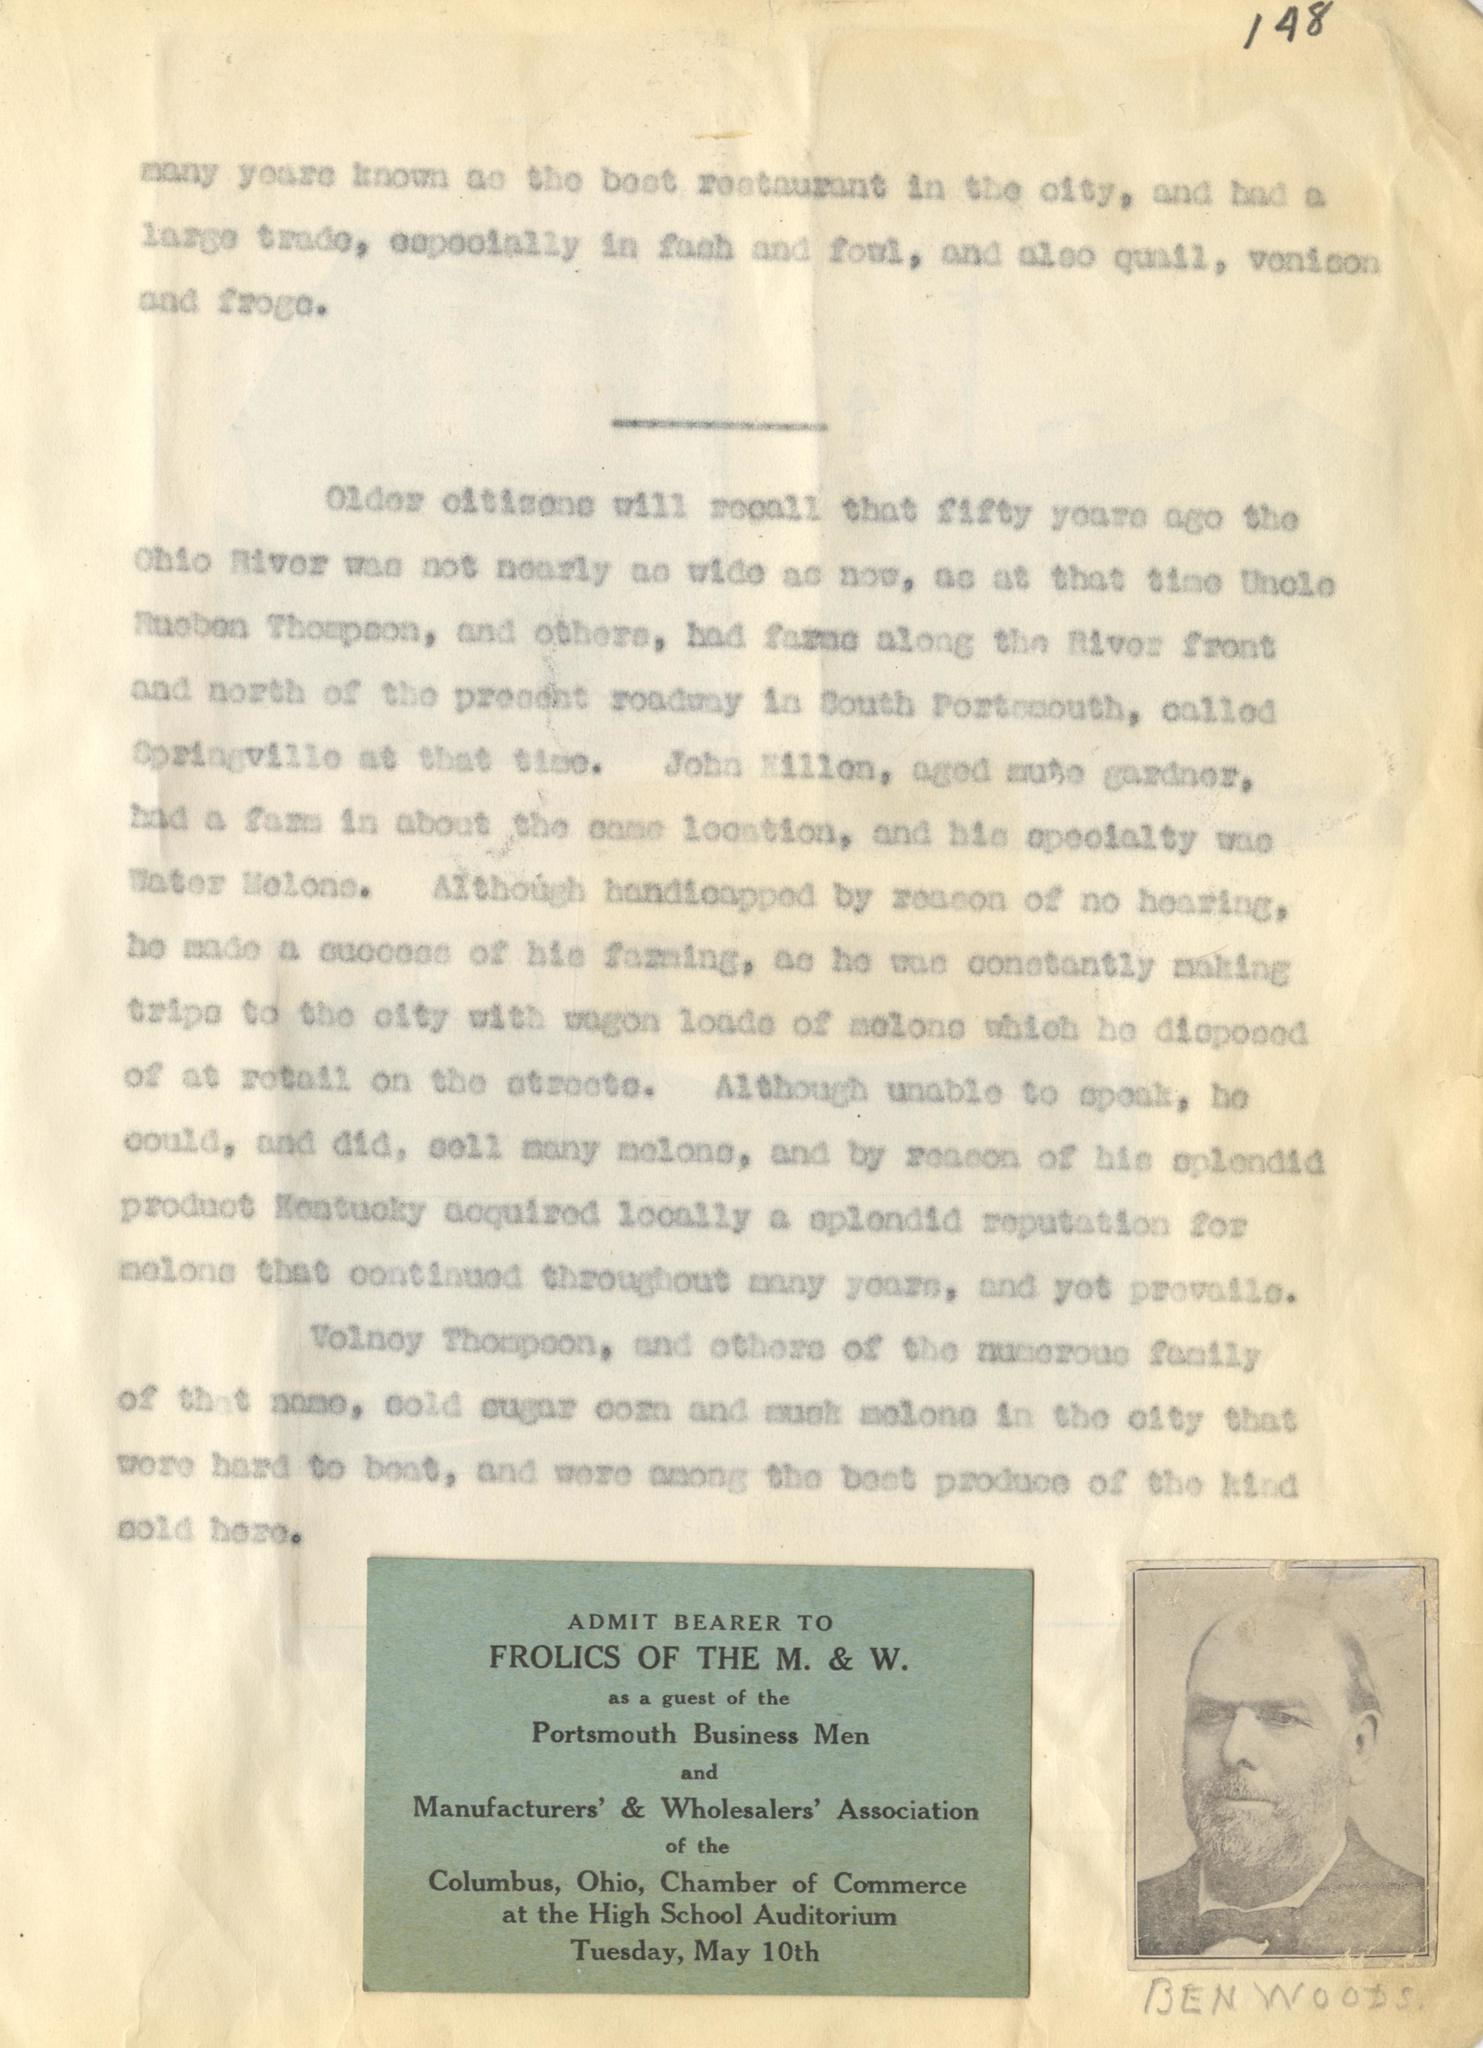 148
many years known as the best restaurant in the city, and had a
large trade, especially in fash and fowl, and also quail, venison
and frogs.
Older citizens will recall that fifty years ago the
Ohio River was not nearly as wide as now, as at that time Uncle
Rueben Thompson, and others, had farms along the River front
and north of the present roadway in South Portsmouth, called
Springville at that time. John Millen, aged mute gardner,
had a farm in about the same location, and his specialty was
Water Melons. Although handicapped by reason of no hearing,
he made a success of his farming, as he was constantly making
trips to the city with wagon loads of melons which he disposed
of at retail on the streets. Although unable to speak, he
could, and did, sell many melons, and by reason of his splendid
product Kentucky acquired locally a splendid reputation for
melons that continued throughout many years, and yet prevails.
Volney Thompson, and others of the numerous family
of that name, sold sugar corn and musk melons in the city that
were hard to beat, and were among the best produce of the kind
sold here.
ADMIT BEARER TO
FROLICS OF THE M. & W.
as a guest of the
Portsmouth Business Men
and
Manufacturers' & Wholesalers' Association
of the
Columbus, Ohio, Chamber of Commerce
at the High School Auditorium
Tuesday, May 10th
BEN WOODS.